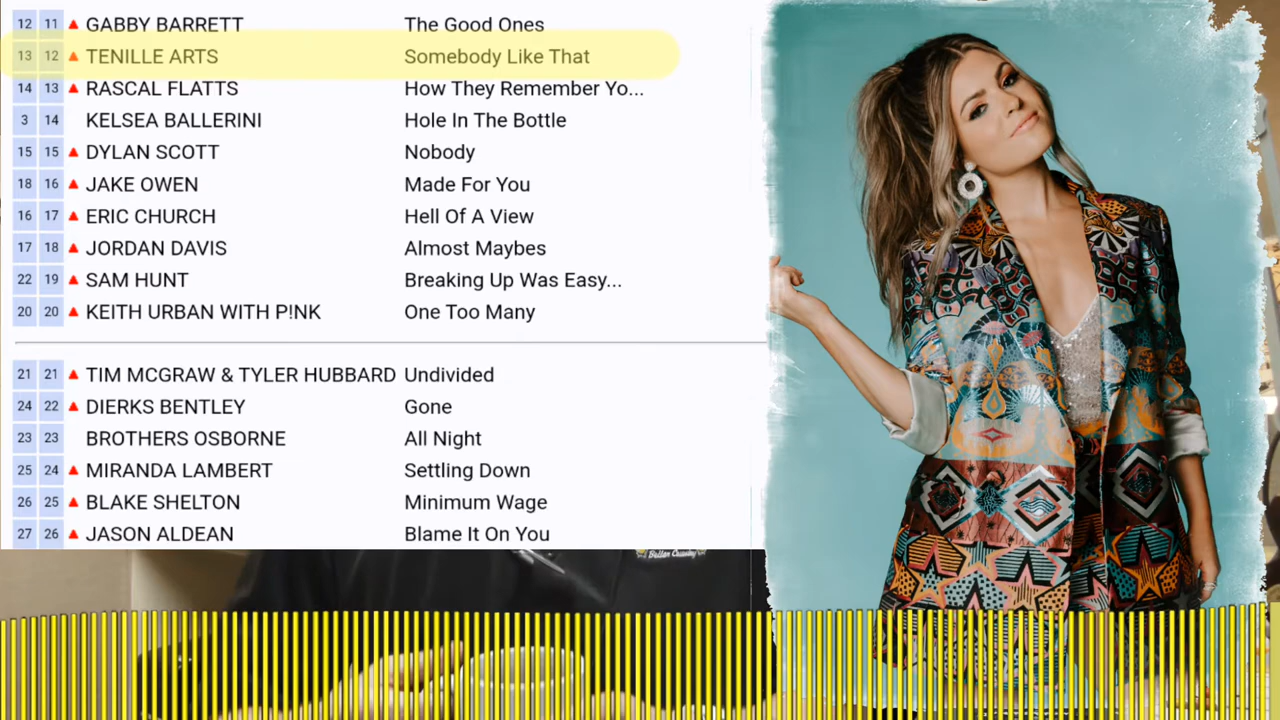 12 11 ▲ GABBY BARRETT The Good Ones
13 12 ▲ TENILLE ARTS Somebody Like That
14 13 ▲ RASCAL FLATTS How They Remember Yo...
3 14 KELSEA BALLERINI Hole In The Bottle
15 15 ▲ DYLAN SCOTT Nobody
18 16 ▲ JAKE OWEN Made For You
16 17 ▲ ERIC CHURCH Hell Of A View
17 18 ▲ JORDAN DAVIS Almost Maybes
22 19 ▲ SAM HUNT Breaking Up Was Easy...
20 20 ▲ KEITH URBAN WITH P!NK One Too Many
21 21 ▲ TIM MCGRAW & TYLER HUBBARD Undivided
24 22 ▲ DIERKS BENTLEY Gone
23 23 BROTHERS OSBORNE All Night
25 24 ▲ MIRANDA LAMBERT Settling Down
26 25 ▲ BLAKE SHELTON Minimum Wage
27 26 ▲ JASON ALDEAN Blame It On You